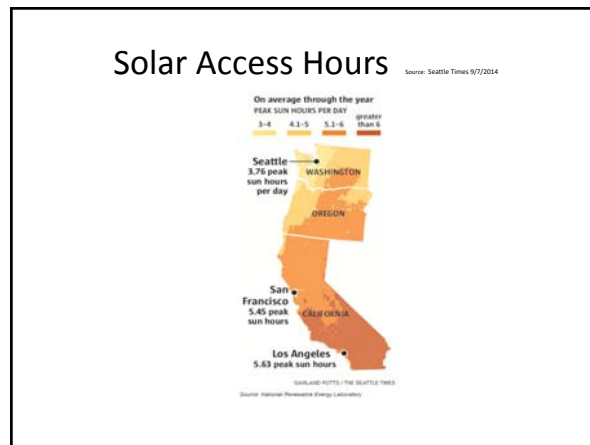 Solar Access Hours Source: Seattle Times 9/7/2014
On average through the year
PEAK SUN HOURS PER DAY
3–4 4.1–5 5.1–6 greater than 6
Seattle
3.76 peak
sun hours
per day
WASHINGTON
OREGON
San
Francisco
5.45 peak
sun hours
CALIFORNIA
Los Angeles
5.63 peak sun hours
GARLAND POTTS / THE SEATTLE TIMES
Source: National Renewable Energy Laboratory